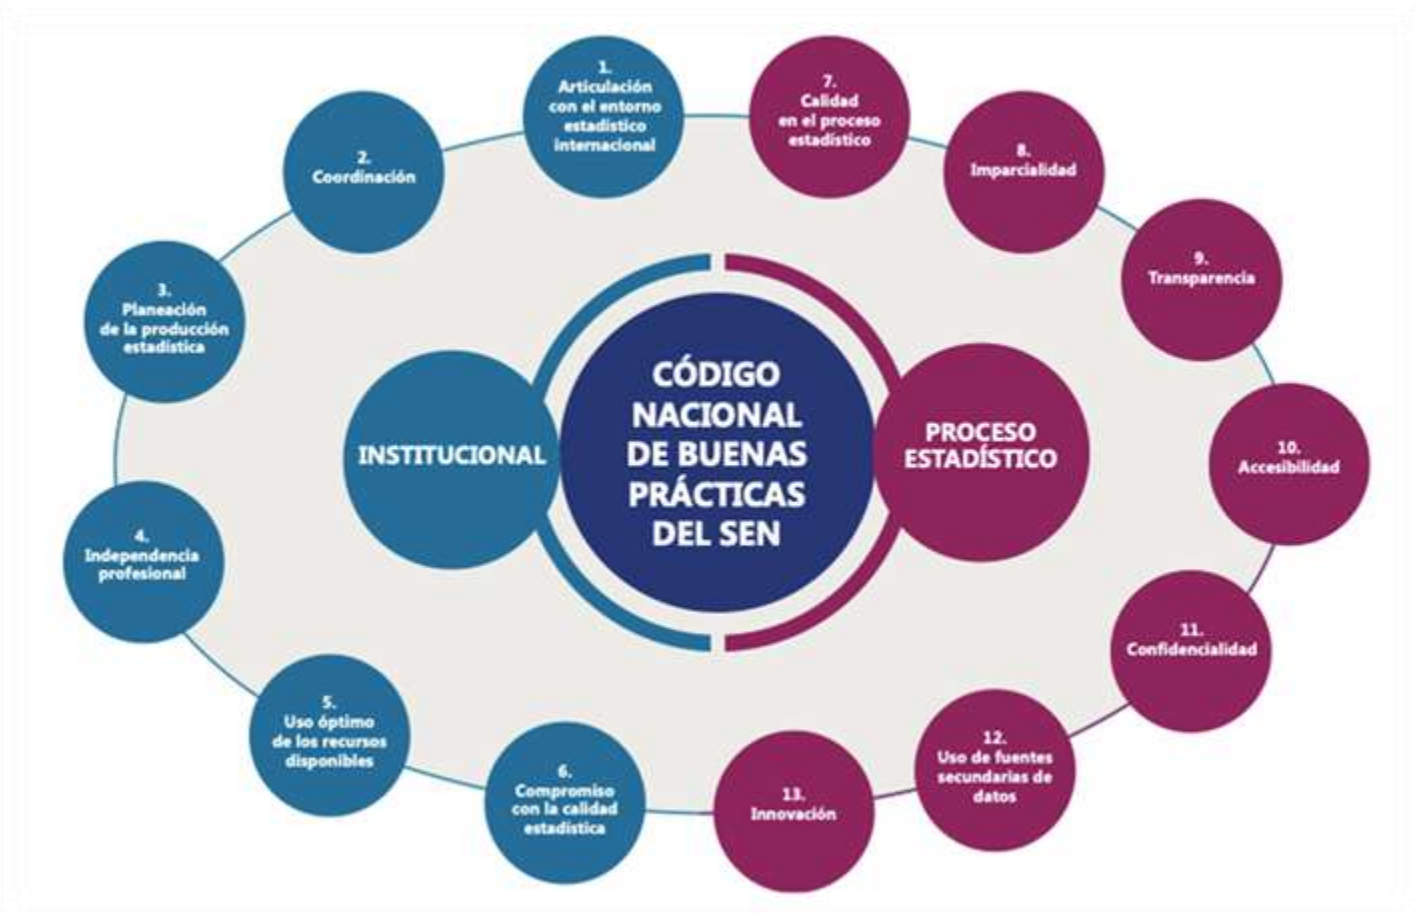 1.
Articulación
con el entorno
estadístico
internacional
2.
Coordinación
3.
Planeación
de la producción
estadística
4.
Independencia
profesional
5.
Uso óptimo
de los recursos
disponibles
6.
Compromiso
con la calidad
estadística
7.
Calidad
en el proceso
estadístico
8.
Imparcialidad
9.
Transparencia
10.
Accesibilidad
11.
Confidencialidad
12.
Uso de fuentes
secundarias de
datos
13.
Innovación
INSTITUCIONAL
CÓDIGO
NACIONAL
DE BUENAS
PRÁCTICAS
DEL SEN
PROCESO
ESTADÍSTICO